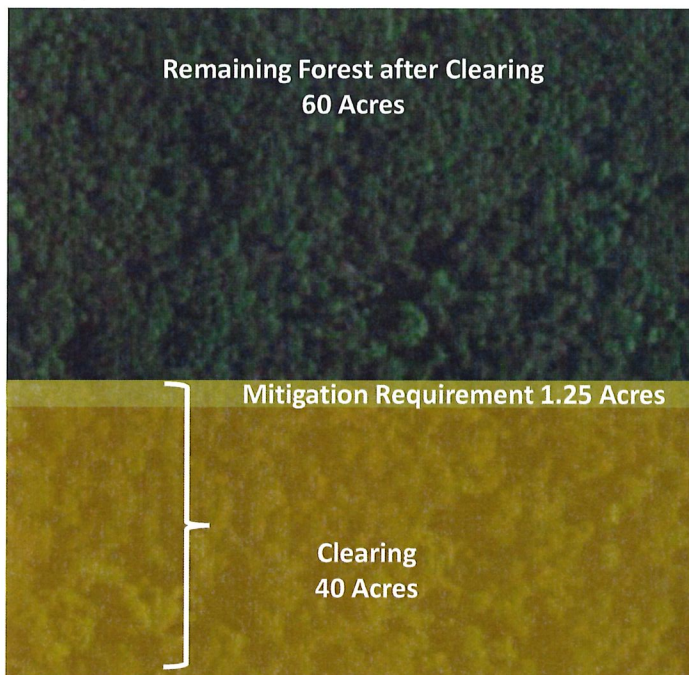 Remaining Forest after Clearing
60 Acres
Mitigation Requirement 1.25 Acres
Clearing
40 Acres